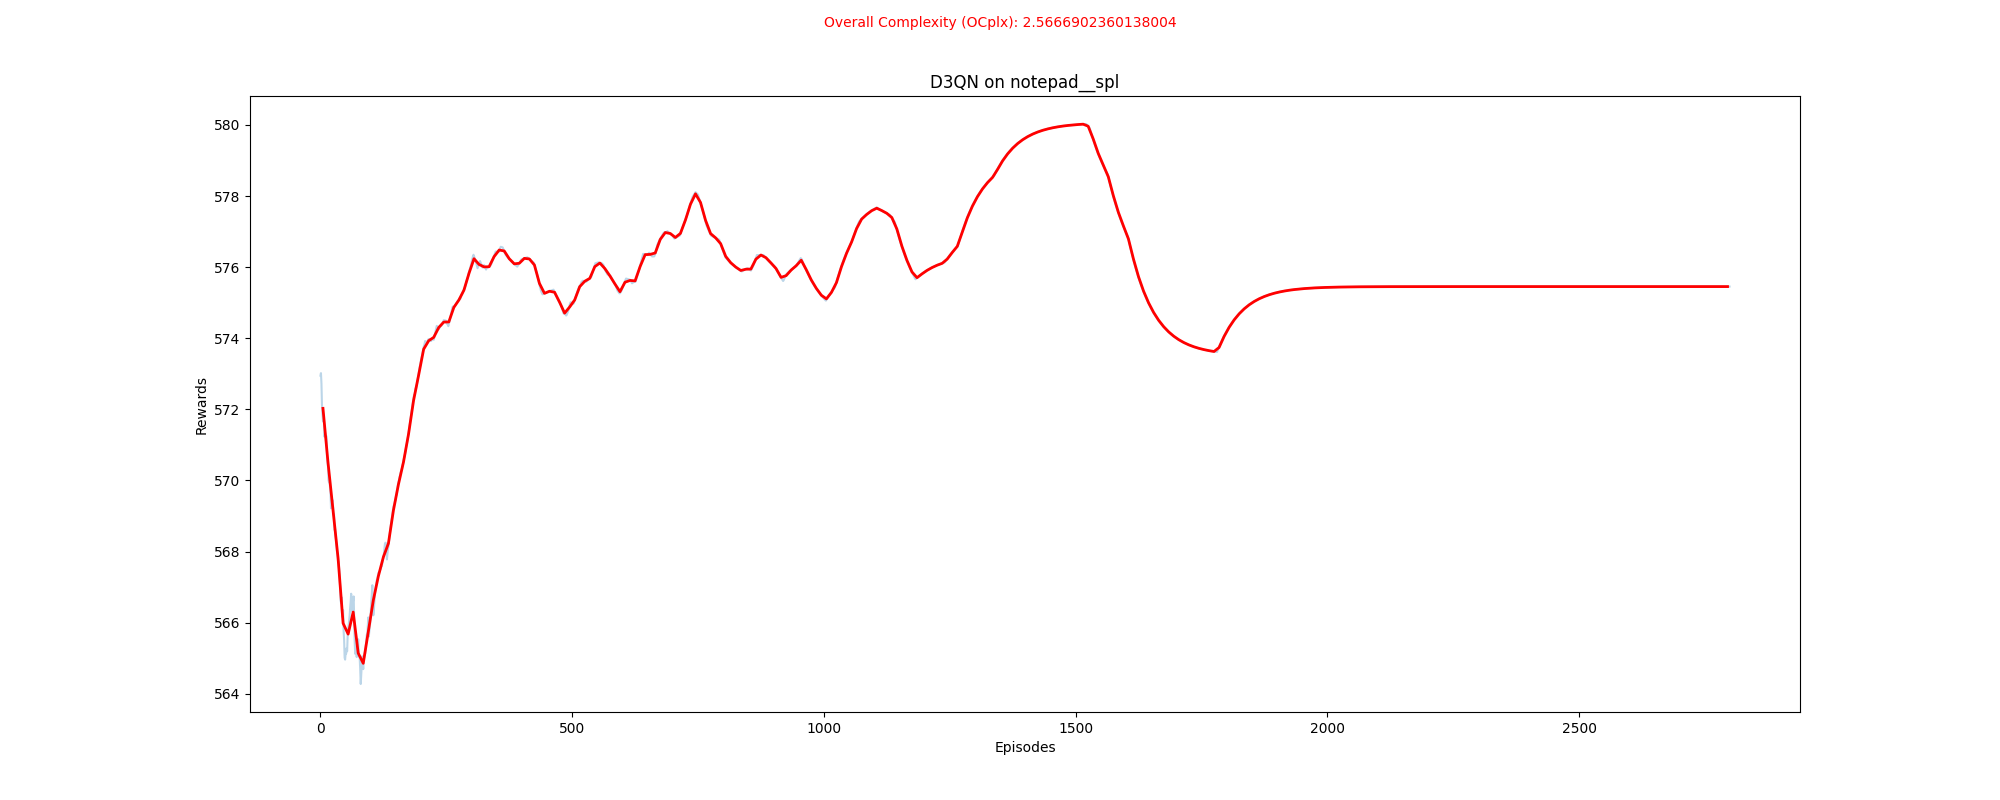 Overall Complexity (OCplx): 2.5666902360138004
D3QN on notepad__spl
580
578
576
574
572
570
568
566
564
Rewards
0 500 1000 1500 2000 2500
Episodes